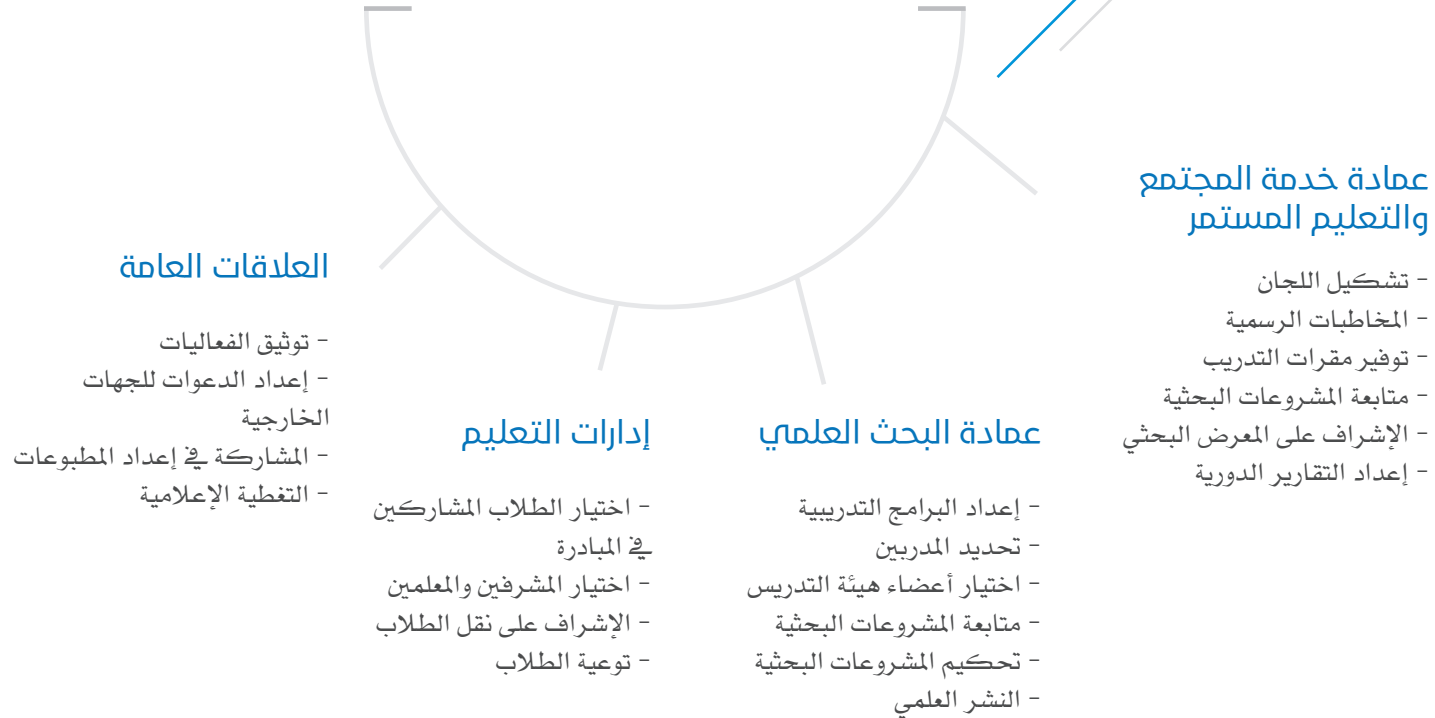 عمادة خدمة المجتمع
والتعليم المستمر
- تشكيل اللجان
- المخاطبات الرسمية
- توفير مقرات التدريب
- متابعة المشروعات البحثية
- الإشراف على المعرض البحثي
- إعداد التقارير الدورية
عمادة البحث العلمي
- إعداد البرامج التدريبية
- تحديد المدربين
- اختيار أعضاء هيئة التدريس
- متابعة المشروعات البحثية
- تحكيم المشروعات البحثية
- النشر العلمي
إدارات التعليم
- اختيار الطلاب المشاركين
في المبادرة
- اختيار المشرفين والمعلمين
- الإشراف على نقل الطلاب
- توعية الطلاب
العلاقات العامة
- توثيق الفعاليات
- إعداد الدعوات للجهات
الخارجية
- المشاركة في إعداد المطبوعات
- التغطية الإعلامية